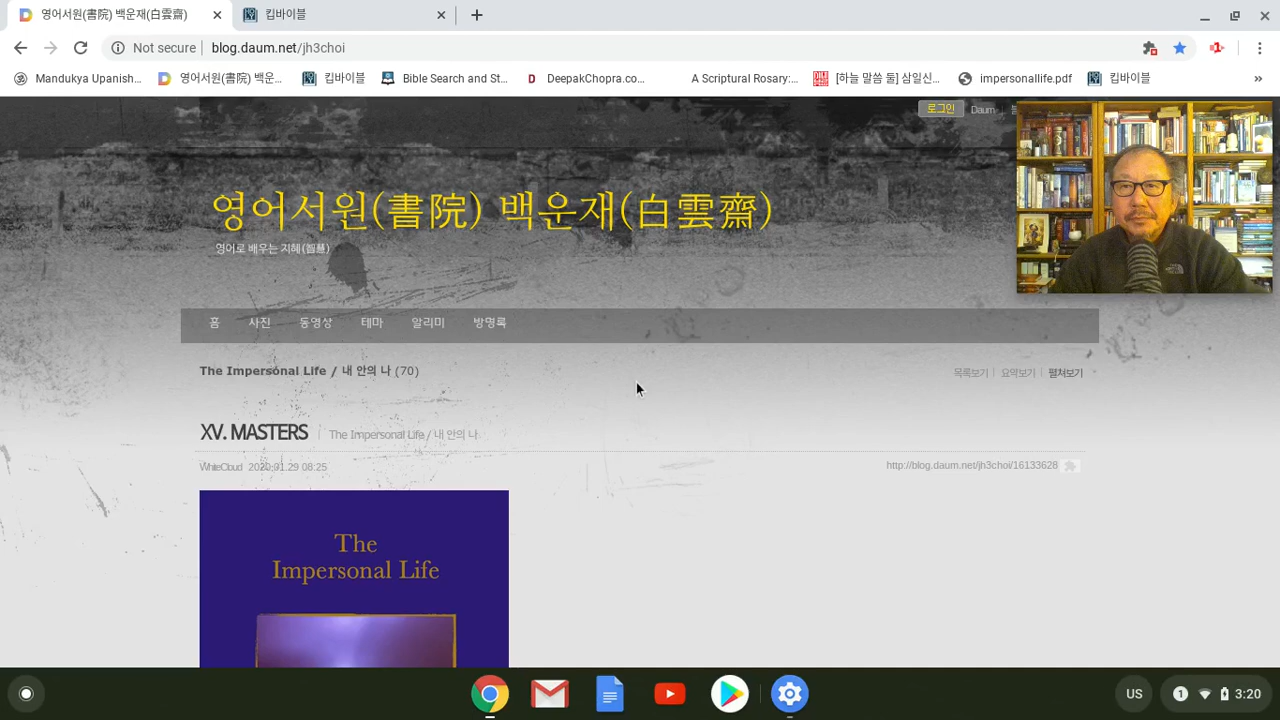 영어서원(書院) 백운재(白雲齋)
킵바이블
Not secure
blog.daum.net/jh3choi
Mandukya Upanish...
영어서원(書院) 백운...
킵바이블
Bible Search and St...
DeepakChopra.co...
A Scriptural Rosary:...
[하늘 말씀 둘] 삼일신...
impersonallife.pdf
킵바이블
로그인
Daum
영어서원(書院) 백운재(白雲齋)
영어로 배우는 지혜(智慧)
홈 사진 동영상 테마 알리미 방명록
The Impersonal Life / 내 안의 나 (70)
목록보기 요약보기 펼쳐보기
XV. MASTERS
The Impersonal Life / 내 안의 나
WhiteCloud 2020.01.29 08:25
http://blog.daum.net/jh3choi/16133628
The
Impersonal Life
US
1
3:20